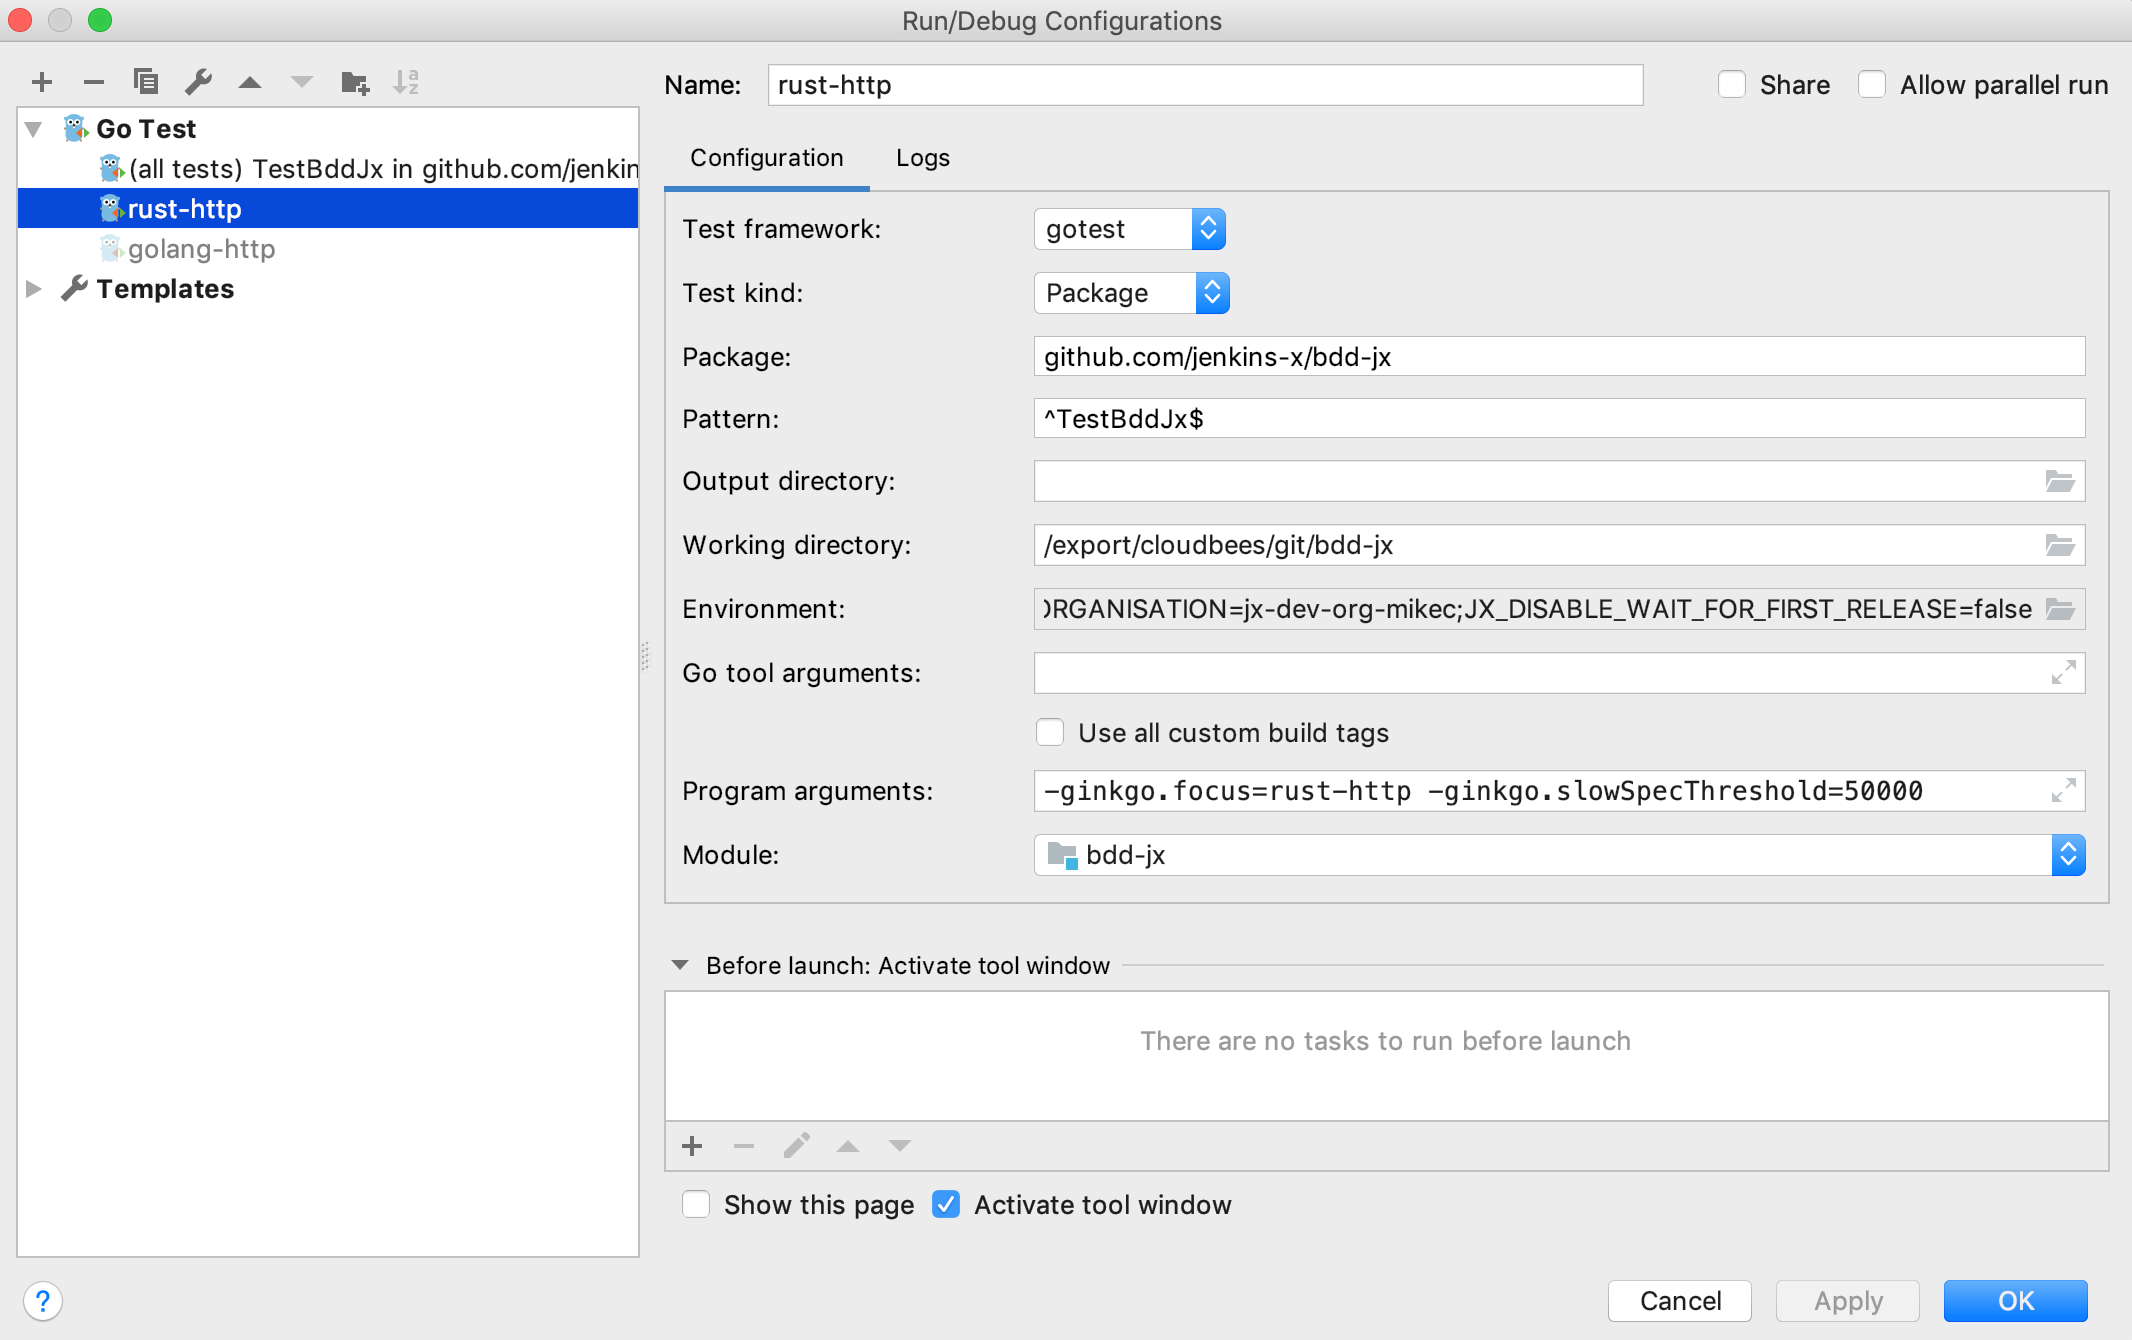 Run/Debug Configurations
Name: rust-http Share Allow parallel run
Go Test
(all tests) TestBddJx in github.com/jenkin
rust-http
golang-http
Templates
Configuration Logs
Test framework: gotest
Test kind: Package
Package: github.com/jenkins-x/bdd-jx
Pattern: ^TestBddJx$
Output directory:
Working directory: /export/cloudbees/git/bdd-jx
Environment: ORGANISATION=jx-dev-org-mikec;JX_DISABLE_WAIT_FOR_FIRST_RELEASE=false
Go tool arguments:
Use all custom build tags
Program arguments: -ginkgo.focus=rust-http -ginkgo.slowSpecThreshold=50000
Module: bdd-jx
Before launch: Activate tool window
There are no tasks to run before launch
Show this page Activate tool window
? Cancel Apply OK